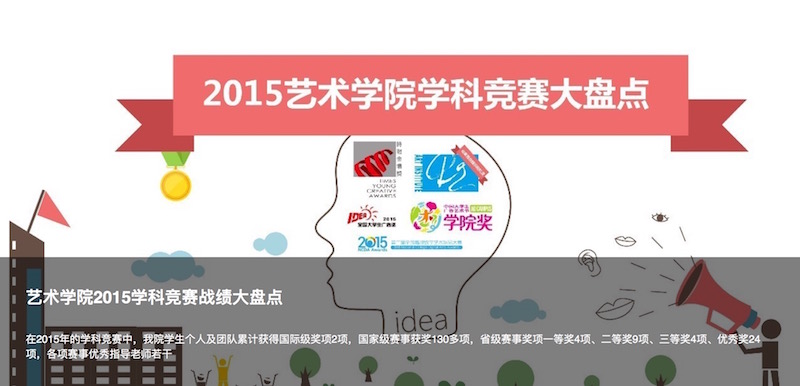 2015艺术学院学科竞赛大盘点
YOUNG
CREATIVE
AWARDS
IDEA 2015
学院奖
2015
idea
艺术学院2015学科竞赛战绩大盘点
在2015年的学科竞赛中，我院学生个人及团队累计获得国际级奖项2项，国家级赛事获奖130多项，省级赛事奖项一等奖4项、二等奖9项、三等奖4项、优秀奖24
项，各项赛事优秀指导老师若干